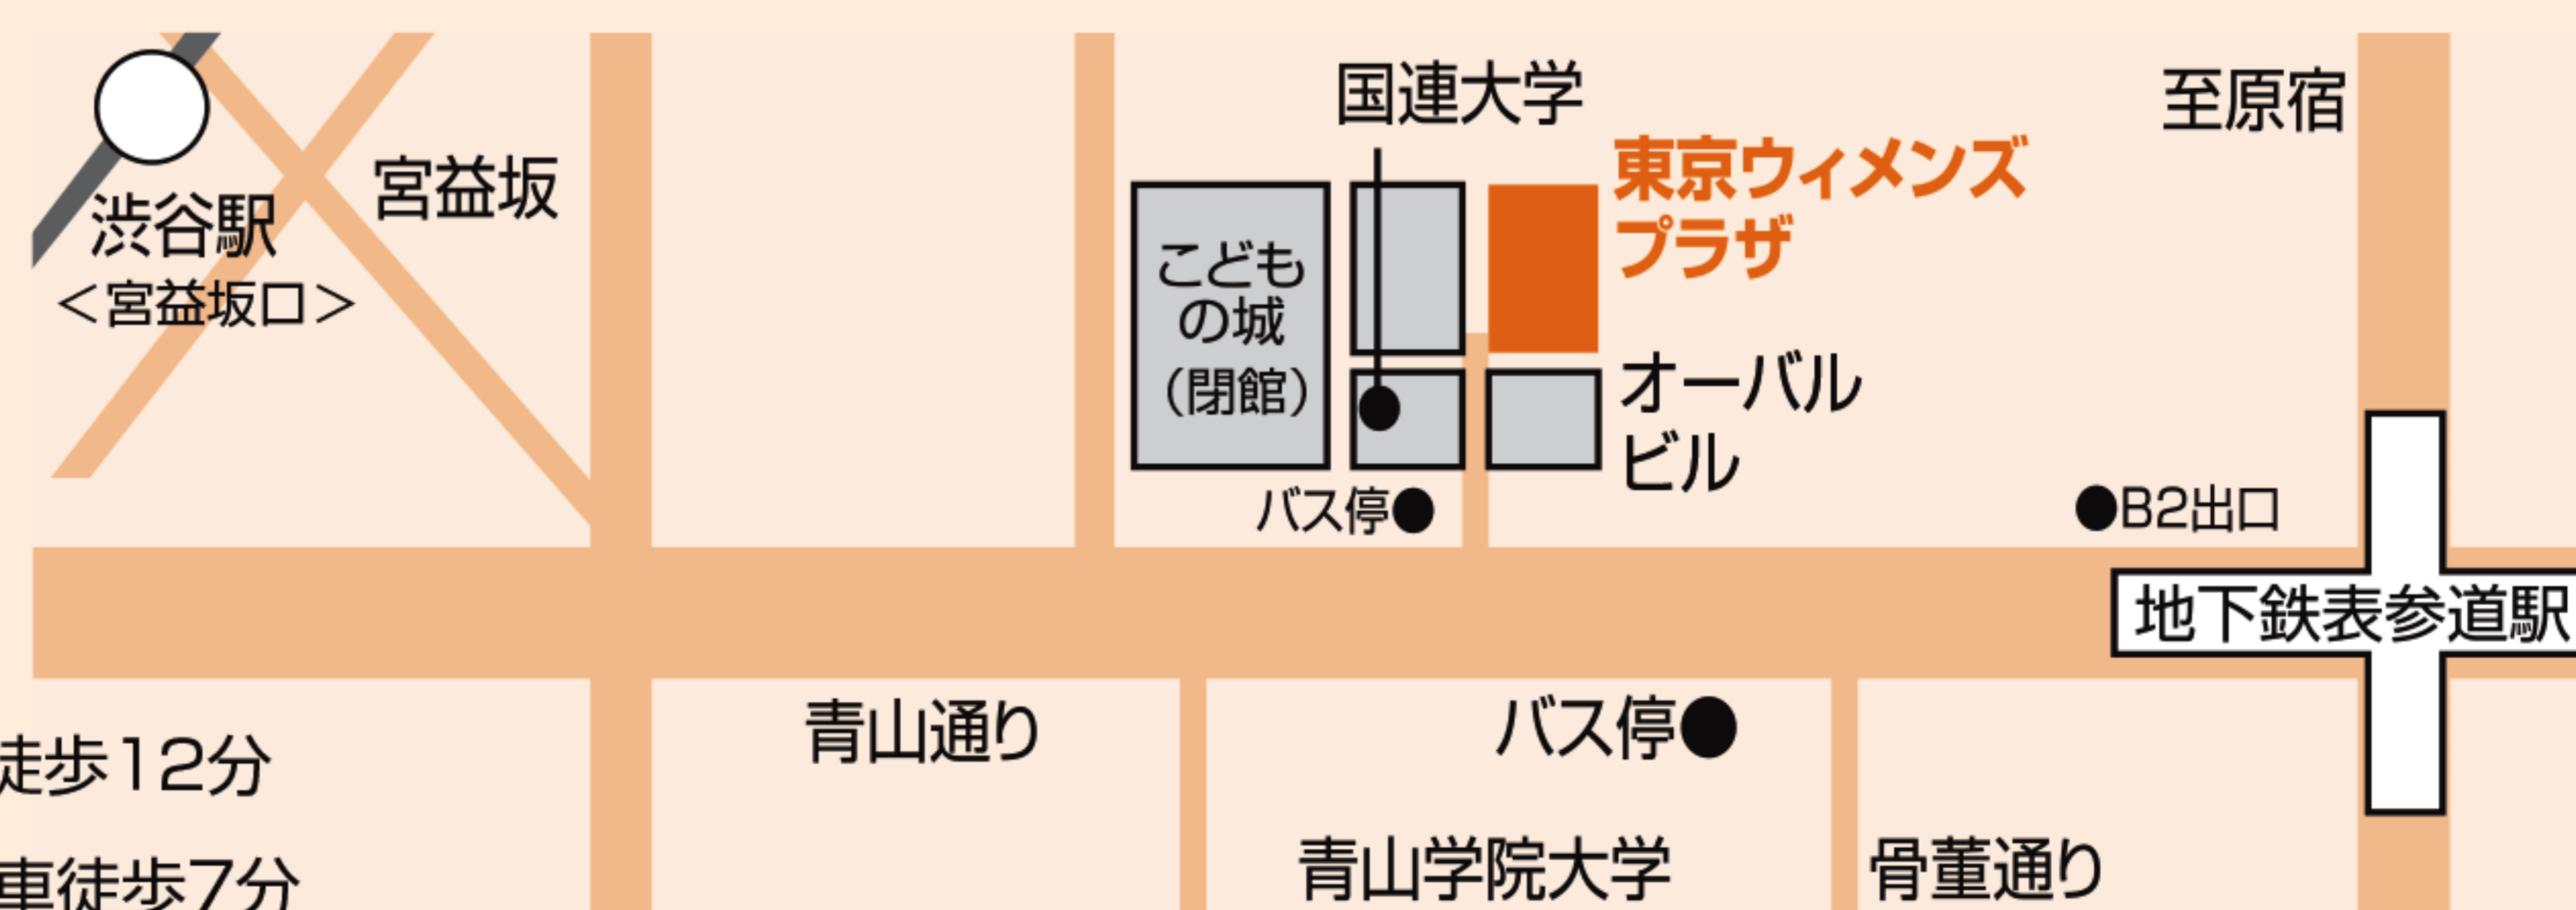 国連大学
至原宿
東京ウィメンズ
プラザ
宮益坂
渋谷駅
＜宮益坂口＞
こども
の城
（閉館）
オーバル
ビル
バス停●
●B2出口
地下鉄表参道駅
青山通り
バス停●
徒歩12分
青山学院大学
骨董通り
車徒歩7分